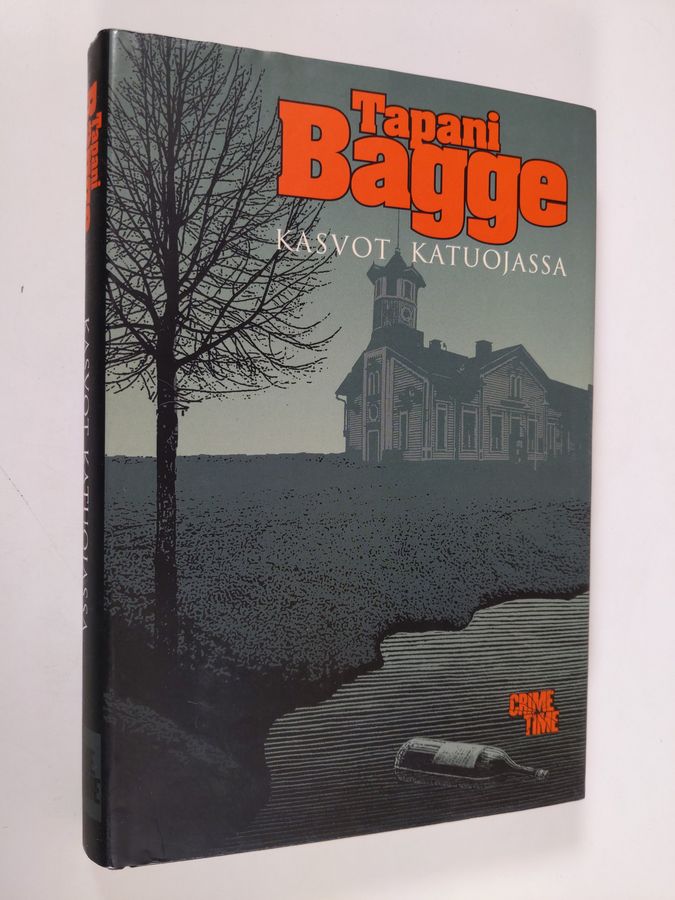 Tapani
Bagge
KASVOT KATUOJASSA
CRIME
TIME
Tapani
Bagge
KASVOT KATUOJASSA